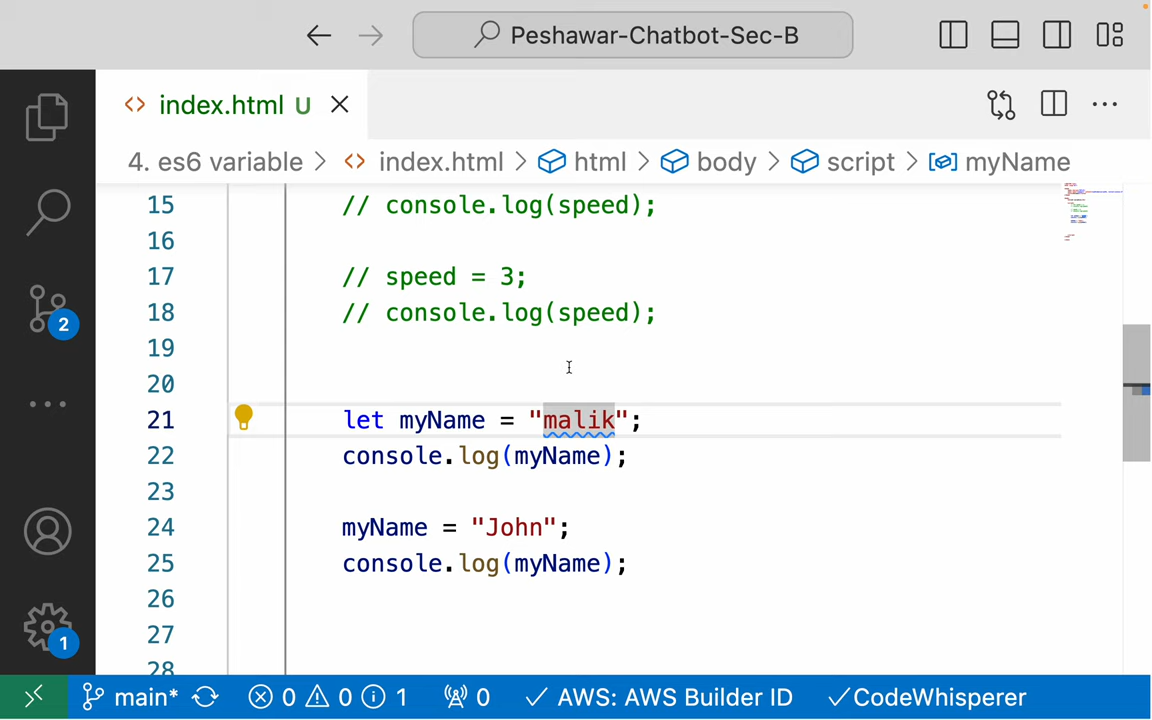 Peshawar-Chatbot-Sec-B
index.html U
4. es6 variable > index.html > html > body > script > myName
15 // console.log(speed);
16
17 // speed = 3;
18 // console.log(speed);
19
20
21 let myName = "malik";
22 console.log(myName);
23
24 myName = "John";
25 console.log(myName);
26
27
28
2
1
main* 0 0 1 0 AWS: AWS Builder ID CodeWhisperer